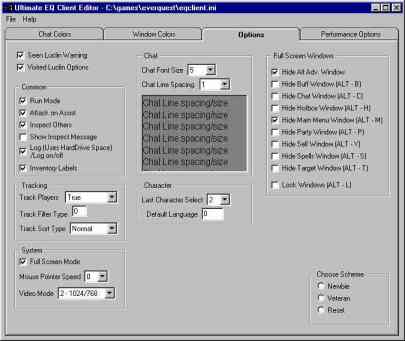 Ultimate EQ Client Editor - C:\games\everquest\eqclient.ini
File Help
Chat Colors Window Colors Options Performance Options
Seen Luclin Warning
Visited Luclin Options
Common
Run Mode
Attack on Assist
Inspect Others
Show Inspect Message
Log (Uses HardDrive Space)
/Log on/off
Inventory Labels
Tracking
Track Players True
Track Filter Type 0
Track Sort Type Normal
System
Full Screen Mode
Mouse Pointer Speed 0
Video Mode 2 - 1024/768
Chat
Chat Font Size 5
Chat Line Spacing 1
Chat Line spacing/size
Chat Line spacing/size
Chat Line spacing/size
Chat Line spacing/size
Chat Line spacing/size
Chat Line spacing/size
Character
Last Character Select 2
Default Language 0
Full Screen Windows
Hide Alt Adv. Window
Hide Buff Window (ALT - B)
Hide Chat Window (ALT - C)
Hide Hotbox Window (ALT - H)
Hide Main Menu Window (ALT - M)
Hide Party Window (ALT - P)
Hide Self Window (ALT - Y)
Hide Spells Window (ALT - S)
Hide Target Window (ALT - T)
Lock Windows (ALT - L)
Choose Scheme
Newbie
Veteran
Reset